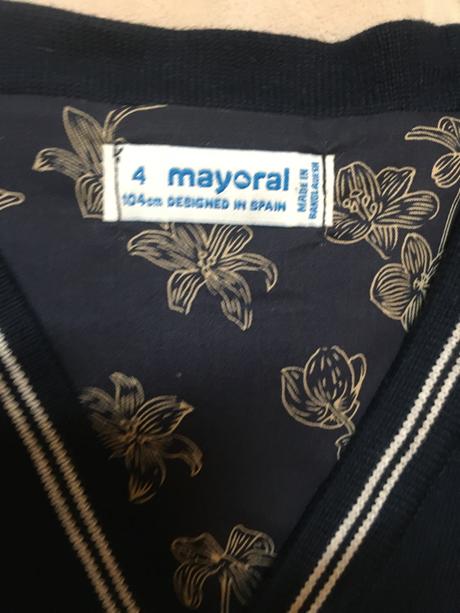 4 mayoral
104cm DESIGNED IN SPAIN
MADE IN
BANGLADESH